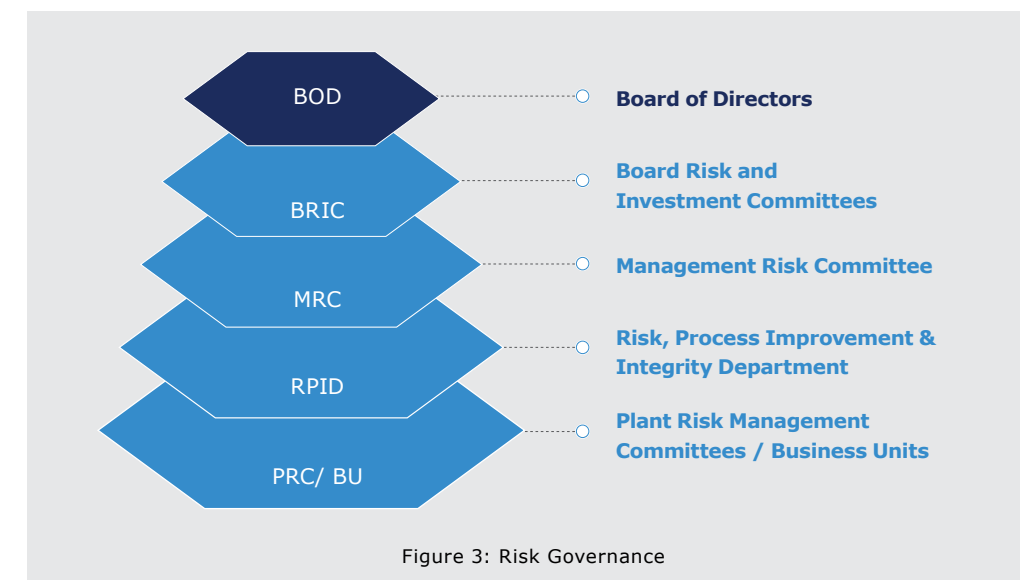 BOD
Board of Directors
BRIC
Board Risk and
Investment Committees
MRC
Management Risk Committee
RPID
Risk, Process Improvement &
Integrity Department
PRC/ BU
Plant Risk Management
Committees / Business Units
Figure 3: Risk Governance